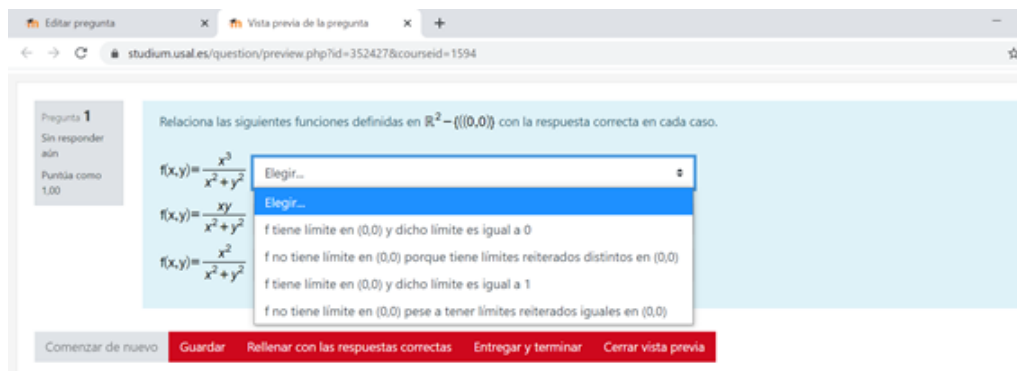 Editar pregunta
Vista previa de la pregunta
studium.usal.es/question/preview.php?id=352427&courseid=1594
Pregunta 1
Sin responder
aún
Puntúa como
1,00
Relaciona las siguientes funciones definidas en ℝ²−{((0,0)} con la respuesta correcta en cada caso.
f(x,y)= x³/(x²+y²)
Elegir...
Elegir...
f(x,y)= xy/(x²+y²)
f tiene límite en (0,0) y dicho límite es igual a 0
f no tiene límite en (0,0) porque tiene límites reiterados distintos en (0,0)
f(x,y)= x²/(x²+y²)
f tiene límite en (0,0) y dicho límite es igual a 1
f no tiene límite en (0,0) pese a tener límites reiterados iguales en (0,0)
Comenzar de nuevo
Guardar
Rellenar con las respuestas correctas
Entregar y terminar
Cerrar vista previa